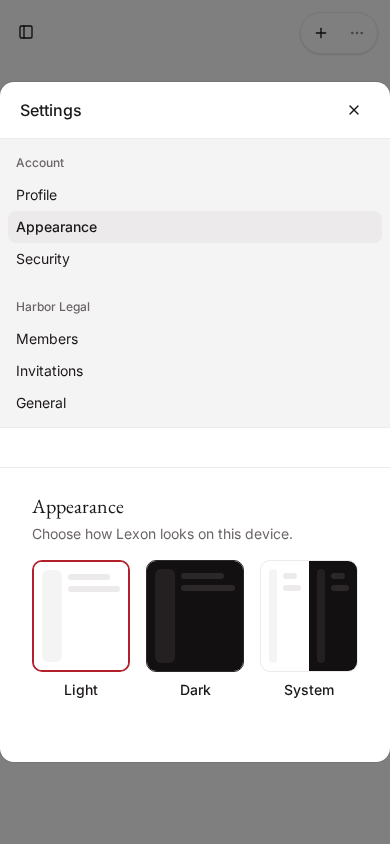 Settings
Account
Profile
Appearance
Security
Harbor Legal
Members
Invitations
General
Appearance
Choose how Lexon looks on this device.
Light
Dark
System